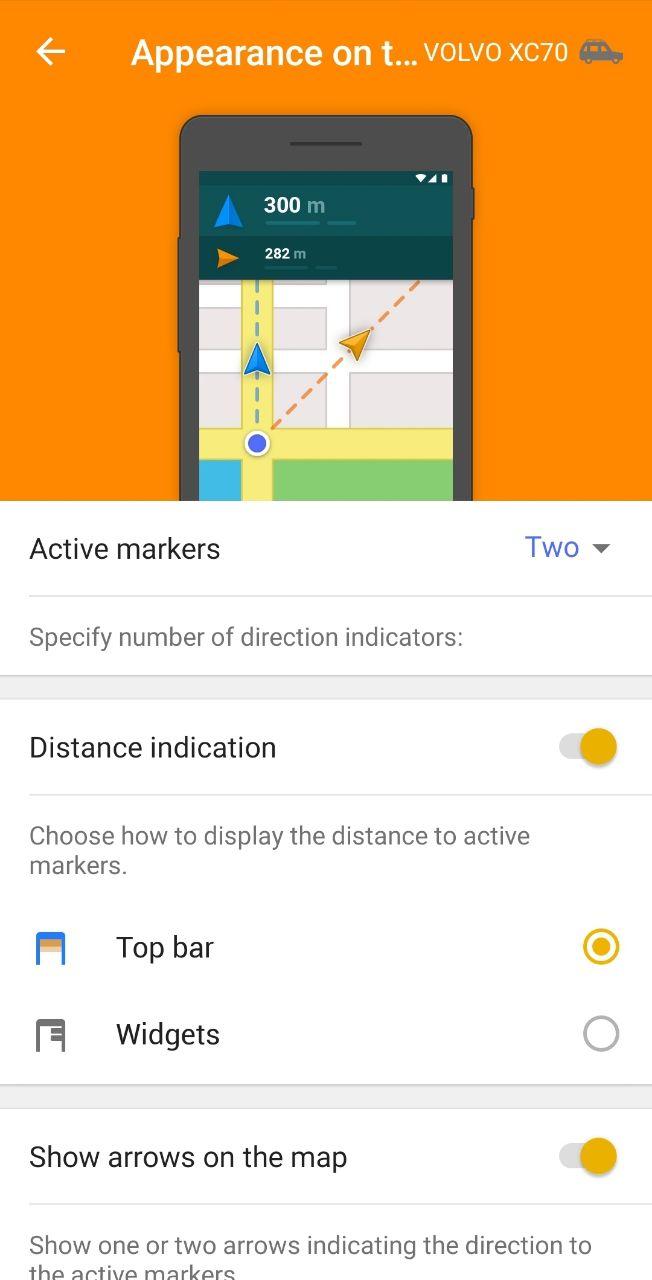 Appearance on t... VOLVO XC70
300 m
282 m
Active markers Two
Specify number of direction indicators:
Distance indication
Choose how to display the distance to active
markers.
Top bar
Widgets
Show arrows on the map
Show one or two arrows indicating the direction to
the active markers